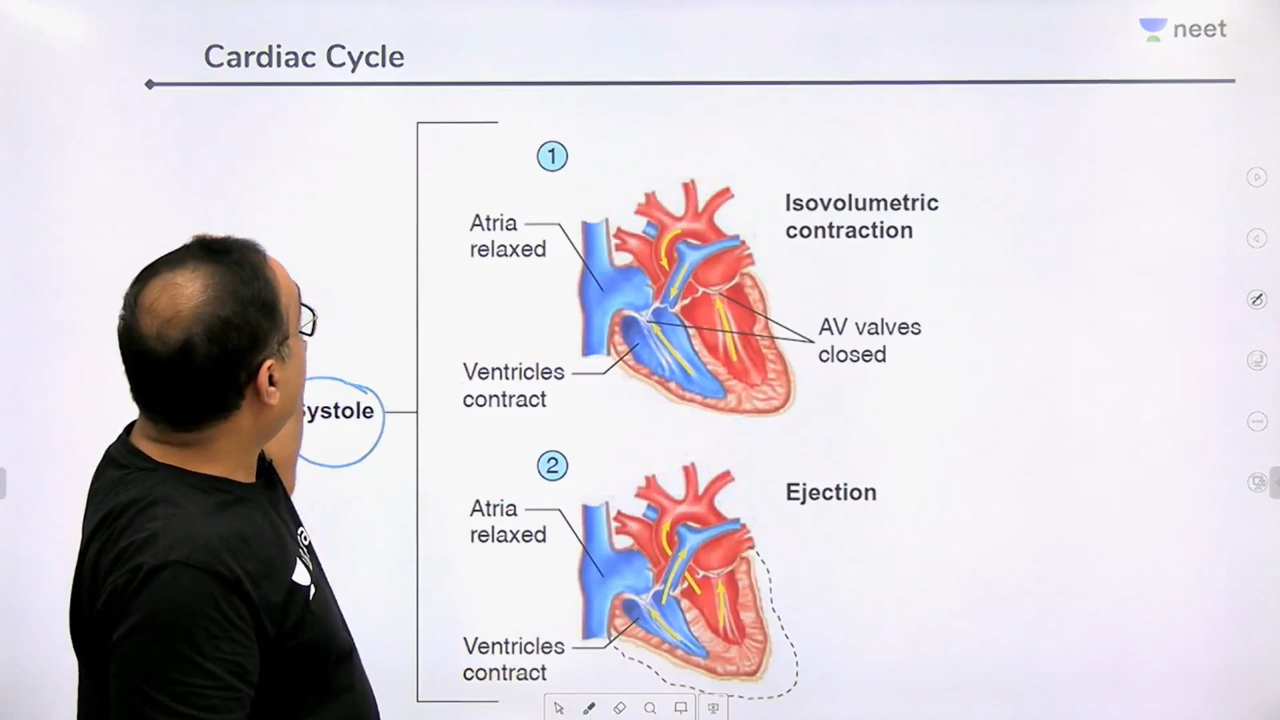 Cardiac Cycle
neet
1
Atria
relaxed
Isovolumetric
contraction
AV valves
closed
Ventricles
contract
ystole
2
Atria
relaxed
Ejection
Ventricles
contract